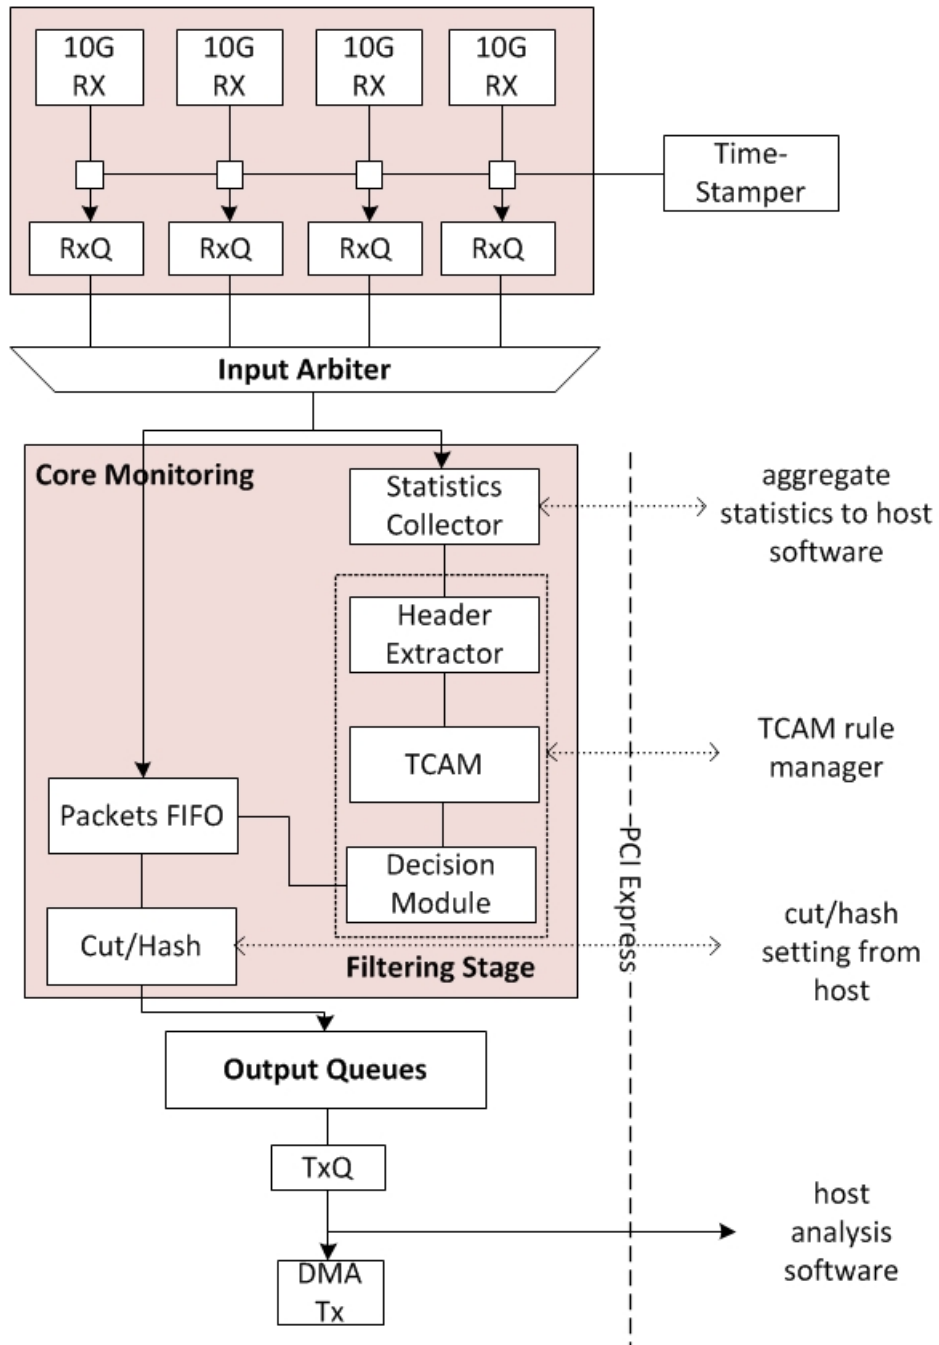 10G
RX
10G
RX
10G
RX
10G
RX
Time-
Stamper
RxQ
RxQ
RxQ
RxQ
Input Arbiter
Core Monitoring
Statistics
Collector
aggregate
statistics to host
software
Header
Extractor
TCAM
TCAM rule
manager
Packets FIFO
Decision
Module
PCI Express
Cut/Hash
cut/hash
setting from
host
Filtering Stage
Output Queues
TxQ
host
analysis
software
DMA
Tx